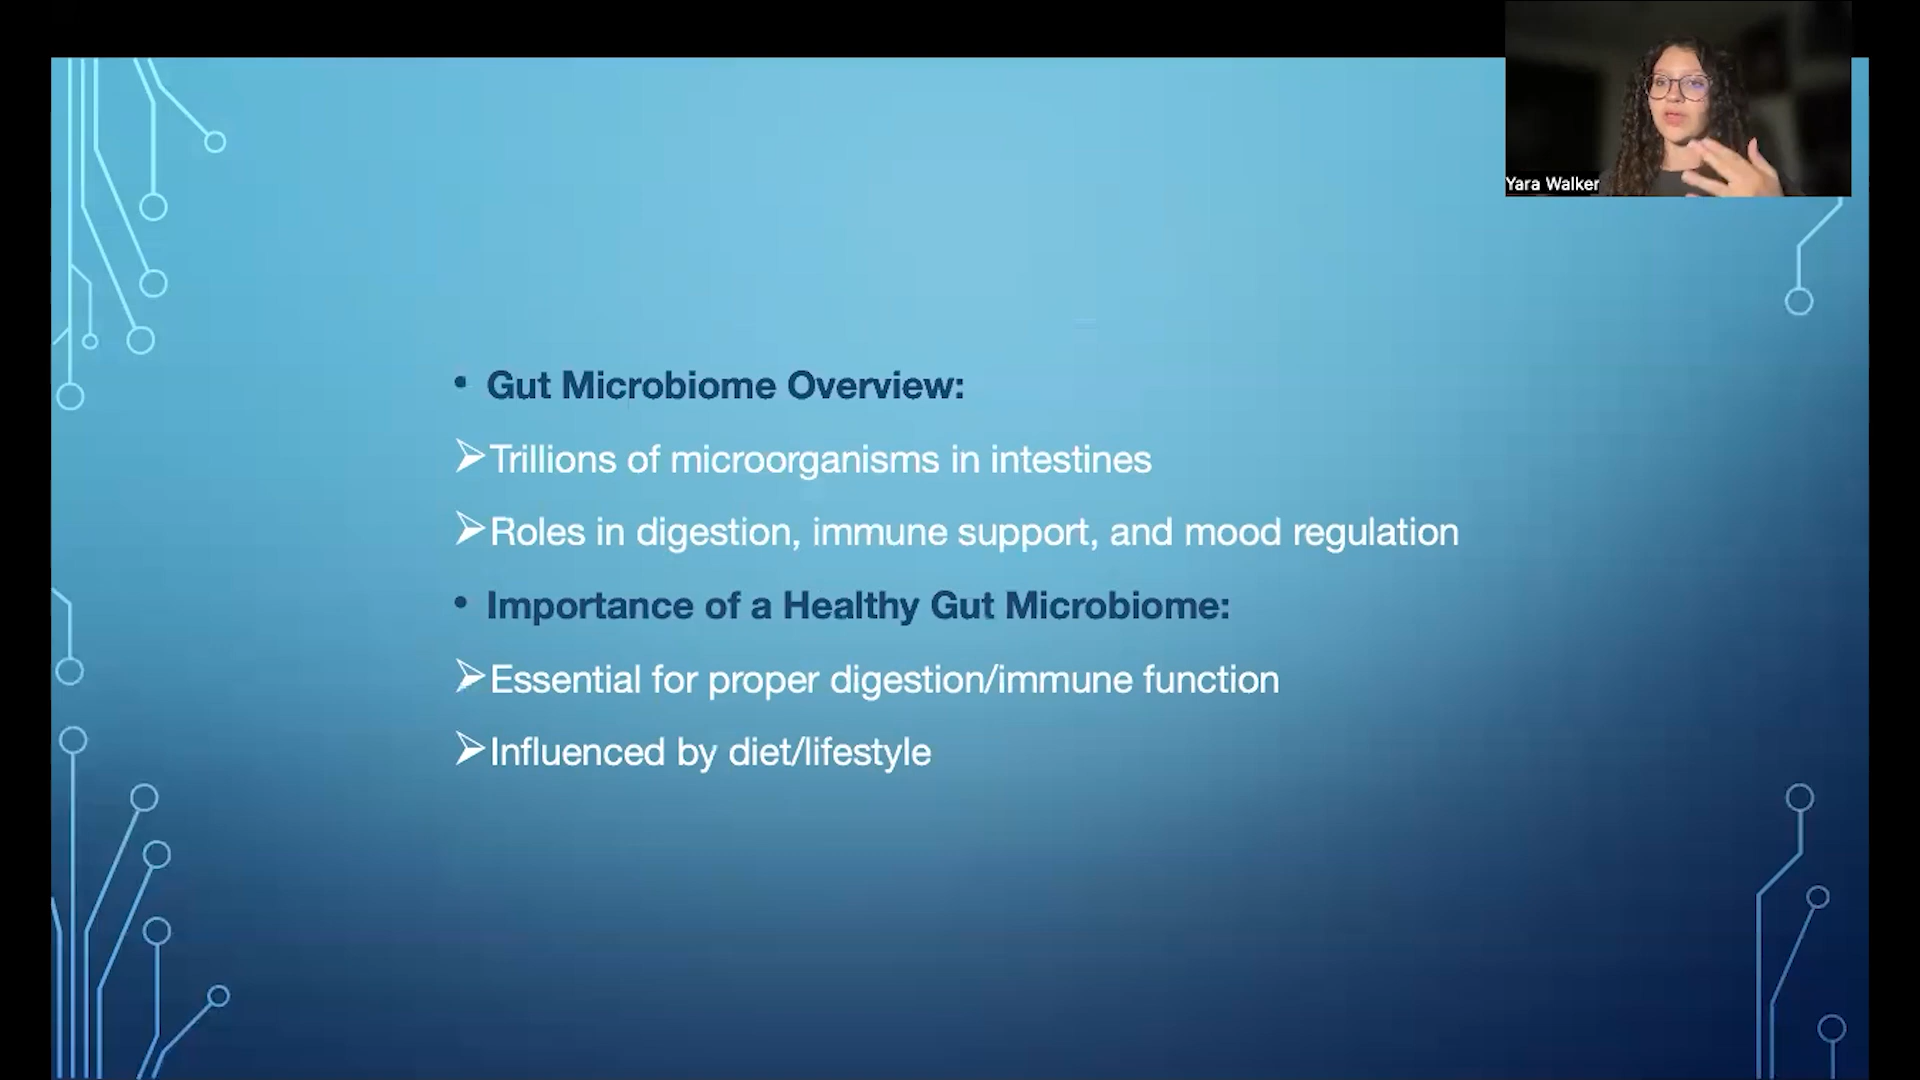 Yara Walker
• Gut Microbiome Overview:
➢Trillions of microorganisms in intestines
➢Roles in digestion, immune support, and mood regulation
• Importance of a Healthy Gut Microbiome:
➢Essential for proper digestion/immune function
➢Influenced by diet/lifestyle